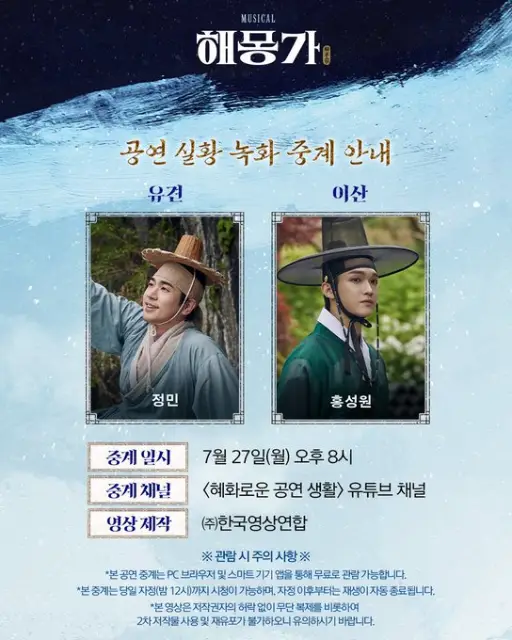 MUSICAL
해몽가
공연 실황 녹화 중계 안내
유견
이산
정민
홍성원
중계 일시
7월 27일(월) 오후 8시
중계 채널
<혜화로운 공연 생활> 유튜브 채널
영상 제작
㈜한국영상연합
※ 관람 시 주의 사항 ※
*본 공연 중계는 PC 브라우저 및 스마트 기기 앱을 통해 무료로 관람 가능합니다.
*본 중계는 당일 자정(밤 12시)까지 시청이 가능하며, 자정 이후부터는 재생이 자동 종료됩니다.
*본 영상은 저작권자의 허락 없이 무단 복제를 비롯하여
2차 저작물 사용 및 재유포가 불가하오니 유의하시기 바랍니다.